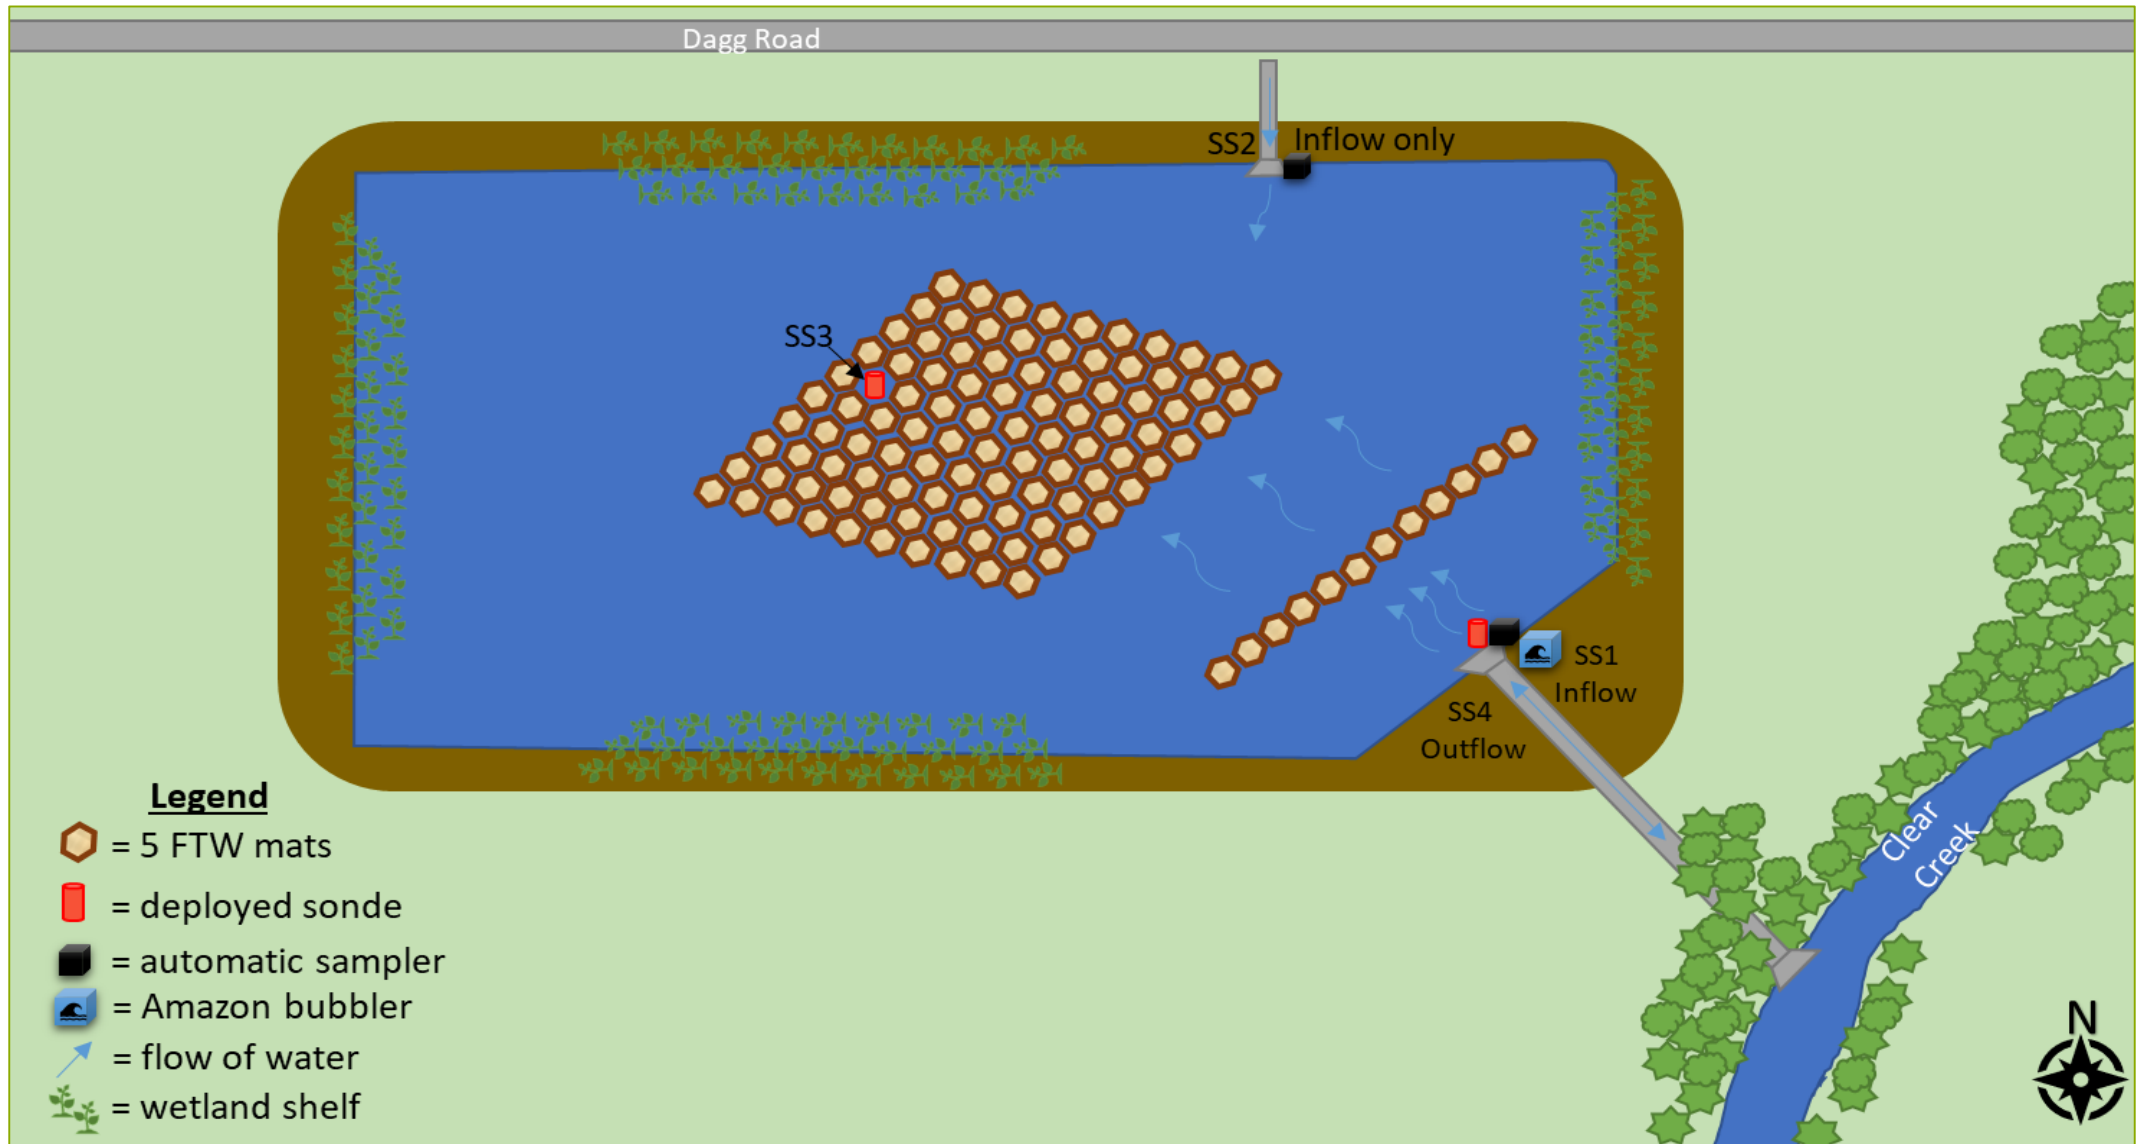 Dagg Road
SS2
Inflow only
SS3
SS1
Inflow
SS4
Outflow
Clear
Creek
Legend
= 5 FTW mats
= deployed sonde
= automatic sampler
= Amazon bubbler
= flow of water
= wetland shelf
N